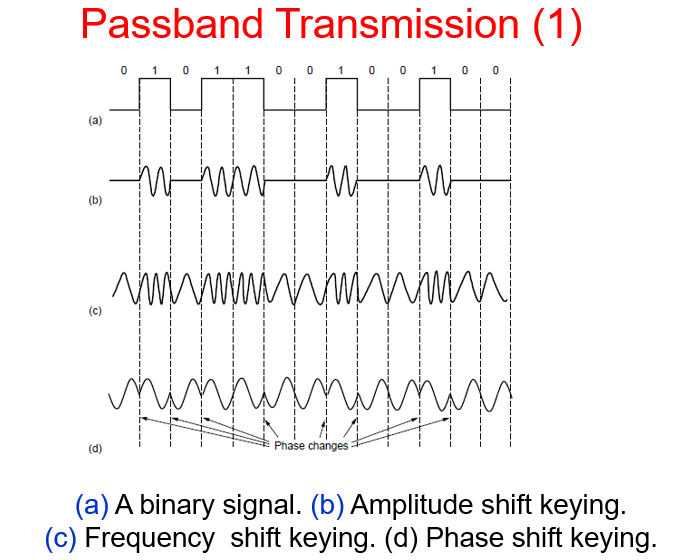 Passband Transmission (1)
0 1 0 1 1 0 0 1 0 0 1 0 0
(a)
(b)
(c)
Phase changes
(d)
(a) A binary signal. (b) Amplitude shift keying.
(c) Frequency  shift keying. (d) Phase shift keying.